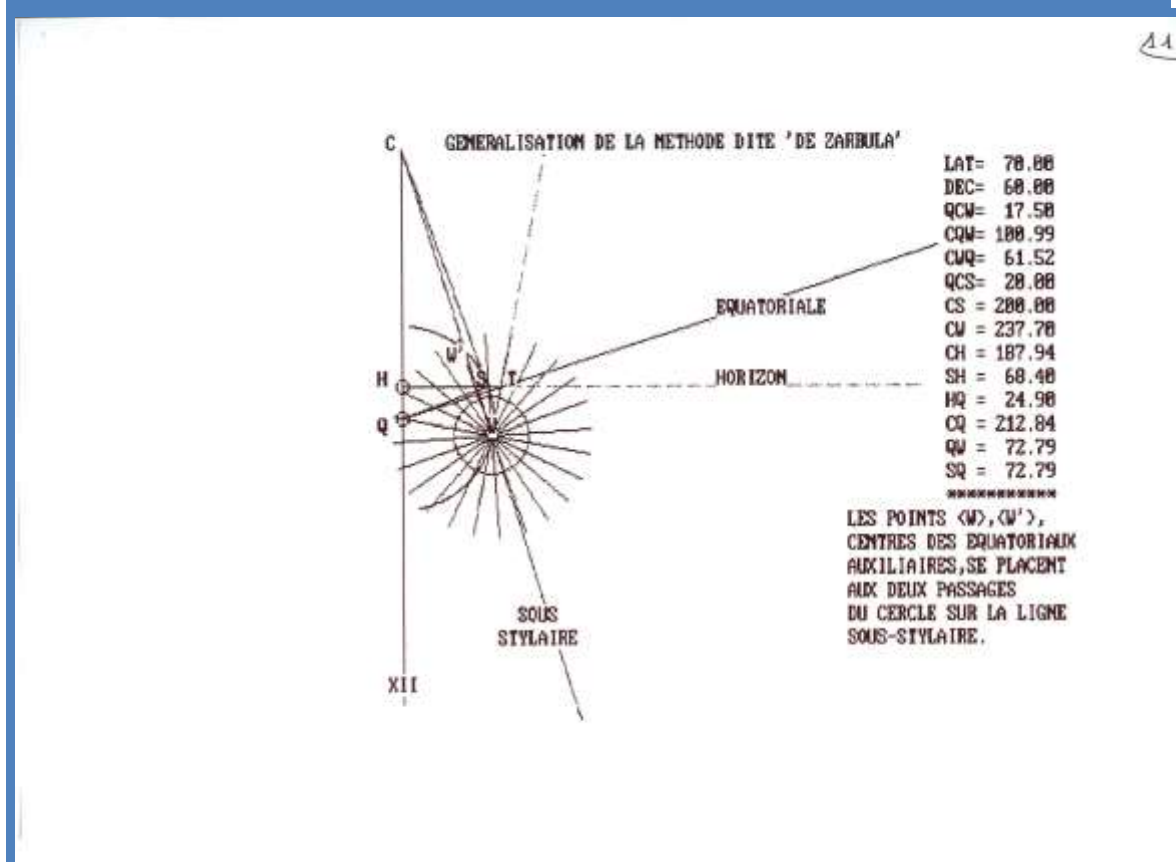 11
C GENERALISATION DE LA METHODE DITE 'DE ZARBULA'
LAT= 70.00
DEC= 60.00
QCW= 17.50
CQW= 100.99
CWQ= 61.52
QCS= 20.00
CS = 200.00
CW = 237.70
CH = 187.94
SH = 68.40
HQ = 24.90
CQ = 212.84
QW = 72.79
SQ = 72.79
***********
LES POINTS <W>,<W'>,
CENTRES DES EQUATORIAUX
AUXILIAIRES,SE PLACENT
AUX DEUX PASSAGES
DU CERCLE SUR LA LIGNE
SOUS-STYLAIRE.
EQUATORIALE
W'
H S T HORIZON
Q W
SOUS
STYLAIRE
XII